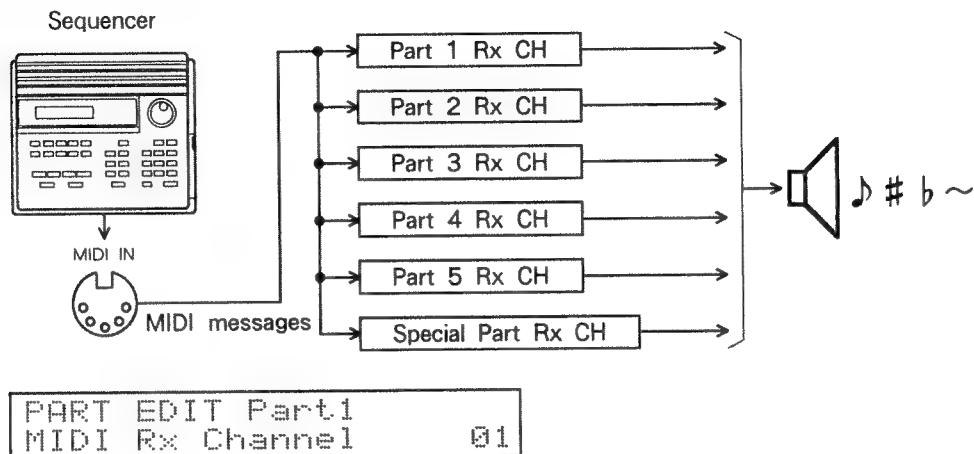 Sequencer
Part 1 Rx CH
Part 2 Rx CH
Part 3 Rx CH
Part 4 Rx CH
Part 5 Rx CH
Special Part Rx CH
MIDI IN
MIDI messages
PART EDIT Part1
MIDI Rx Channel 01